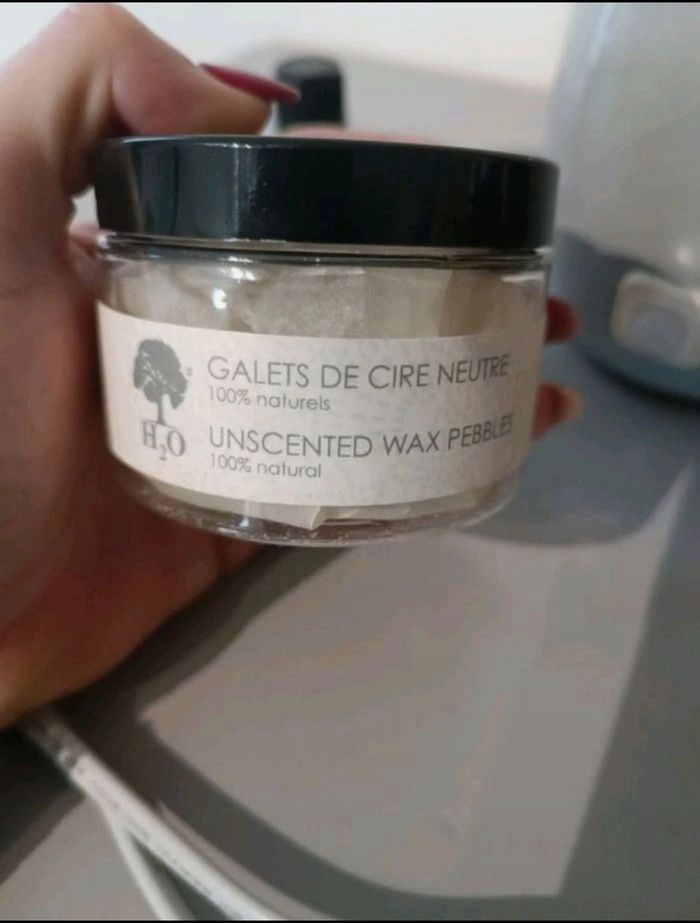 GALETS DE CIRE NEUTRE
100% naturels
H₂O
®
UNSCENTED WAX PEBBLES
100% natural